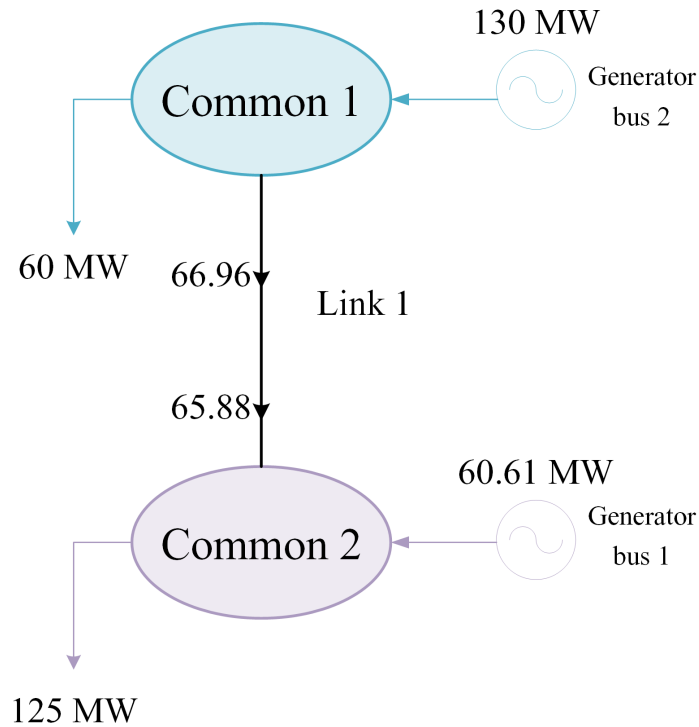 130 MW
Common 1
Generator
bus 2
60 MW
66.96
Link 1
65.88
60.61 MW
Common 2
Generator
bus 1
125 MW